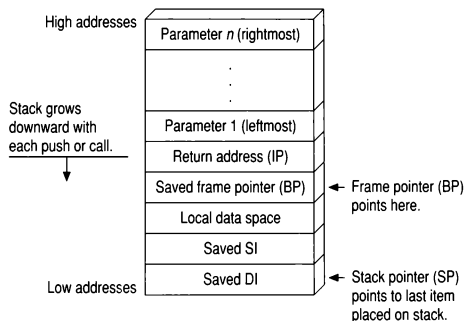 High addresses
Parameter n (rightmost)
.
.
.
Stack grows
downward with
each push or call.
Parameter 1 (leftmost)
Return address (IP)
Saved frame pointer (BP)
Frame pointer (BP)
points here.
Local data space
Saved SI
Low addresses
Saved DI
Stack pointer (SP)
points to last item
placed on stack.